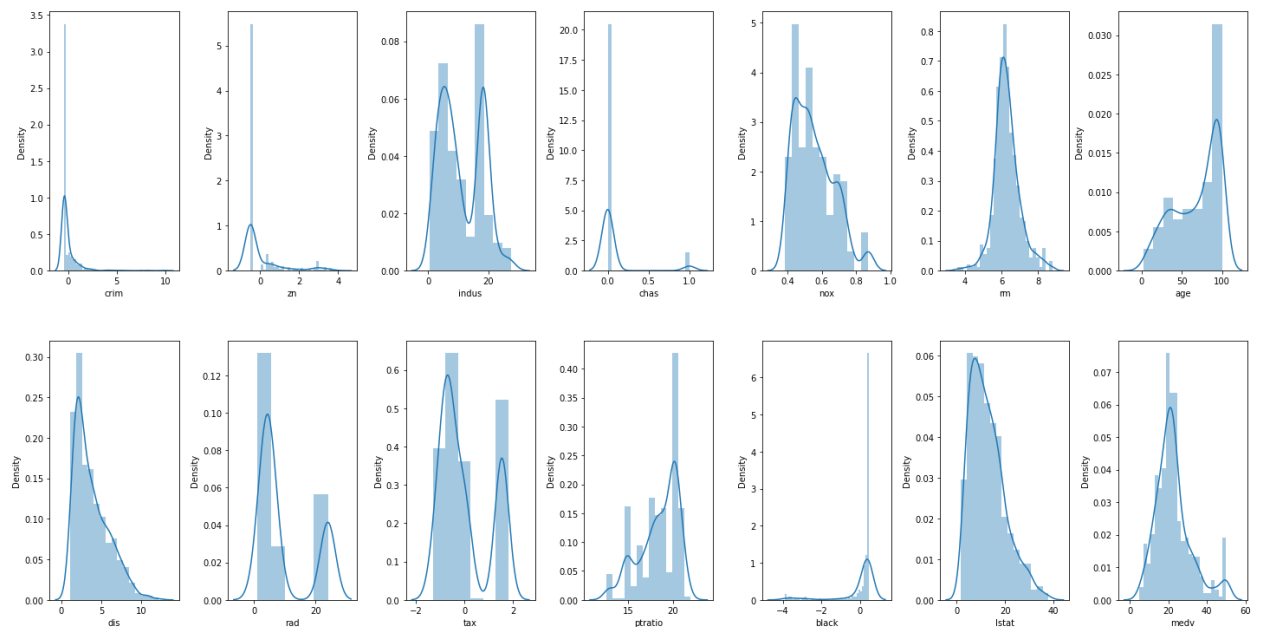 3.5 3.0 2.5 2.0 1.5 1.0 0.5 0.0
Density
0 5 10
crim
5 4 3 2 1 0
Density
0 2 4
zn
0.08 0.06 0.04 0.02 0.00
Density
0 20
indus
20.0 17.5 15.0 12.5 10.0 7.5 5.0 2.5 0.0
Density
0.0 0.5 1.0
chas
5 4 3 2 1 0
Density
0.4 0.6 0.8 1.0
nox
0.8 0.7 0.6 0.5 0.4 0.3 0.2 0.1 0.0
Density
4 6 8
rm
0.030 0.025 0.020 0.015 0.010 0.005 0.000
Density
0 50 100
age
0.30 0.25 0.20 0.15 0.10 0.05 0.00
Density
0 5 10
dis
0.12 0.10 0.08 0.06 0.04 0.02 0.00
Density
0 20
rad
0.6 0.5 0.4 0.3 0.2 0.1 0.0
Density
−2 0 2
tax
0.40 0.35 0.30 0.25 0.20 0.15 0.10 0.05 0.00
Density
15 20
ptratio
7 6 5 4 3 2 1 0
Density
−4 −2 0
black
0.06 0.05 0.04 0.03 0.02 0.01 0.00
Density
0 20 40
lstat
0.07 0.06 0.05 0.04 0.03 0.02 0.01 0.00
Density
0 20 40 60
medv